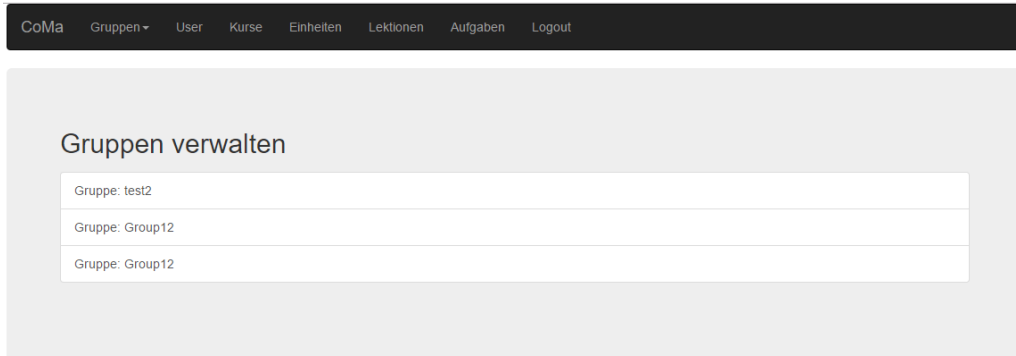 CoMa Gruppen User Kurse Einheiten Lektionen Aufgaben Logout
Gruppen verwalten
Gruppe: test2
Gruppe: Group12
Gruppe: Group12